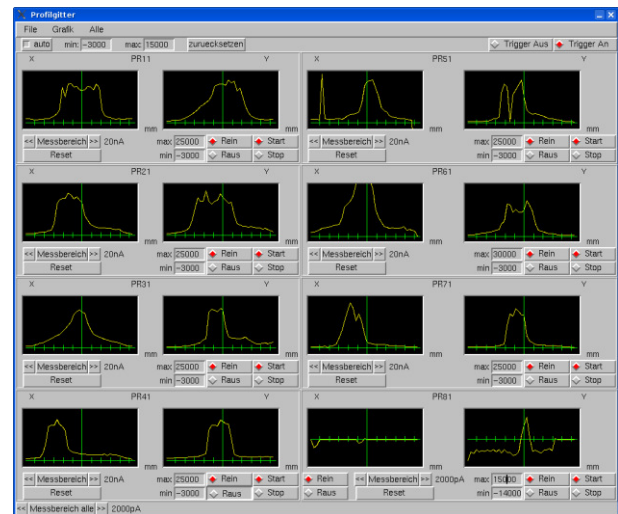 Profilgitter
File Grafik Alle
auto min: -3000 max: 15000 zuruecksetzen Trigger Aus Trigger An
X PR11 Y X PR51 Y
mm mm mm mm
<< Messbereich >> 20nA max 25000 Rein Start << Messbereich >> 20nA max 25000 Rein Start
Reset min -3000 Raus Stop Reset min -3000 Raus Stop
X PR21 Y X PR61 Y
mm mm mm mm
<< Messbereich >> 20nA max 25000 Rein Start << Messbereich >> 20nA max 30000 Rein Start
Reset min -3000 Raus Stop Reset min -3000 Raus Stop
X PR31 Y X PR71 Y
mm mm mm mm
<< Messbereich >> 20nA max 25000 Rein Start << Messbereich >> 20nA max 25000 Rein Start
Reset min -3000 Raus Stop Reset min -3000 Raus Stop
X PR41 Y X PR81 Y
mm mm mm mm
<< Messbereich >> 20nA max 25000 Rein Start Rein << Messbereich >> 2000pA max 15000 Rein Start
Reset min -3000 Raus Stop Raus Reset min -14000 Raus Stop
<< Messbereich alle >> 2000pA